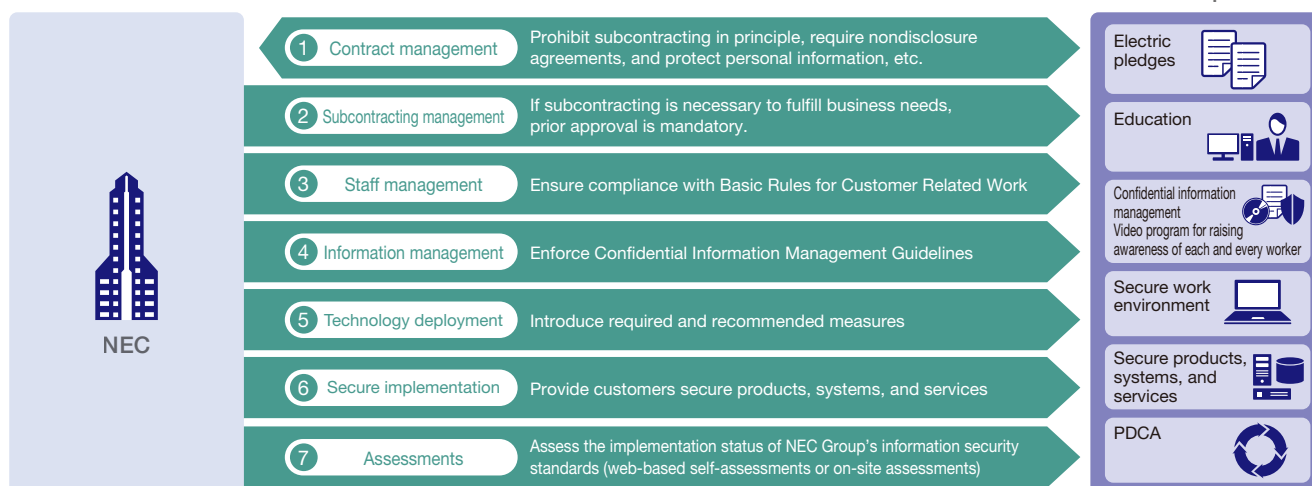 NEC
1 Contract management
Prohibit subcontracting in principle, require nondisclosure
agreements, and protect personal information, etc.
2 Subcontracting management
If subcontracting is necessary to fulfill business needs,
prior approval is mandatory.
3 Staff management
Ensure compliance with Basic Rules for Customer Related Work
4 Information management
Enforce Confidential Information Management Guidelines
5 Technology deployment
Introduce required and recommended measures
6 Secure implementation
Provide customers secure products, systems, and services
7 Assessments
Assess the implementation status of NEC Group's information security
standards (web-based self-assessments or on-site assessments)
Electric
pledges
Education
Confidential information
management
Video program for raising
awareness of each and every worker
Secure work
environment
Secure products,
systems, and
services
PDCA